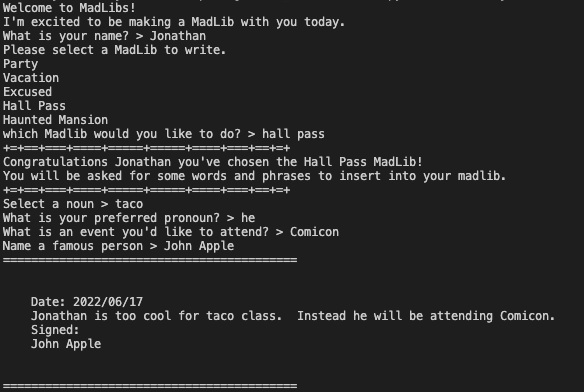 Welcome to MadLibs!
I'm excited to be making a MadLib with you today.
What is your name? > Jonathan
Please select a MadLib to write.
Party
Vacation
Excused
Hall Pass
Haunted Mansion
which Madlib would you like to do? > hall pass
+=+==+===+====+=====+=====+====+===+==+=+
Congratulations Jonathan you've chosen the Hall Pass MadLib!
You will be asked for some words and phrases to insert into your madlib.
+=+==+===+====+=====+=====+====+===+==+=+
Select a noun > taco
What is your preferred pronoun? > he
What is an event you'd like to attend? > Comicon
Name a famous person > John Apple
==========================================
Date: 2022/06/17
Jonathan is too cool for taco class.  Instead he will be attending Comicon.
Signed:
John Apple
==========================================